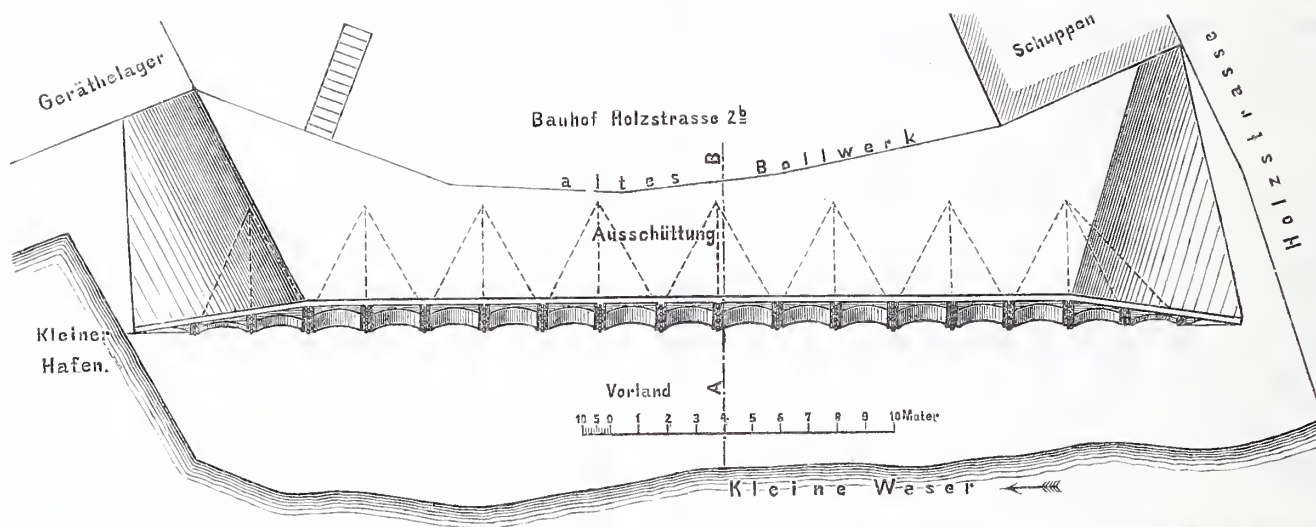 Geräthelager
Schuppen
Holzstrasse
Bauhof Holzstrasse 2b
altes Bollwerk
B
Ausschüttung
Kleiner
Hafen.
Vorland
A
10 5 0 1 2 3 4 5 6 7 8 9 10 Meter
Kleine Weser